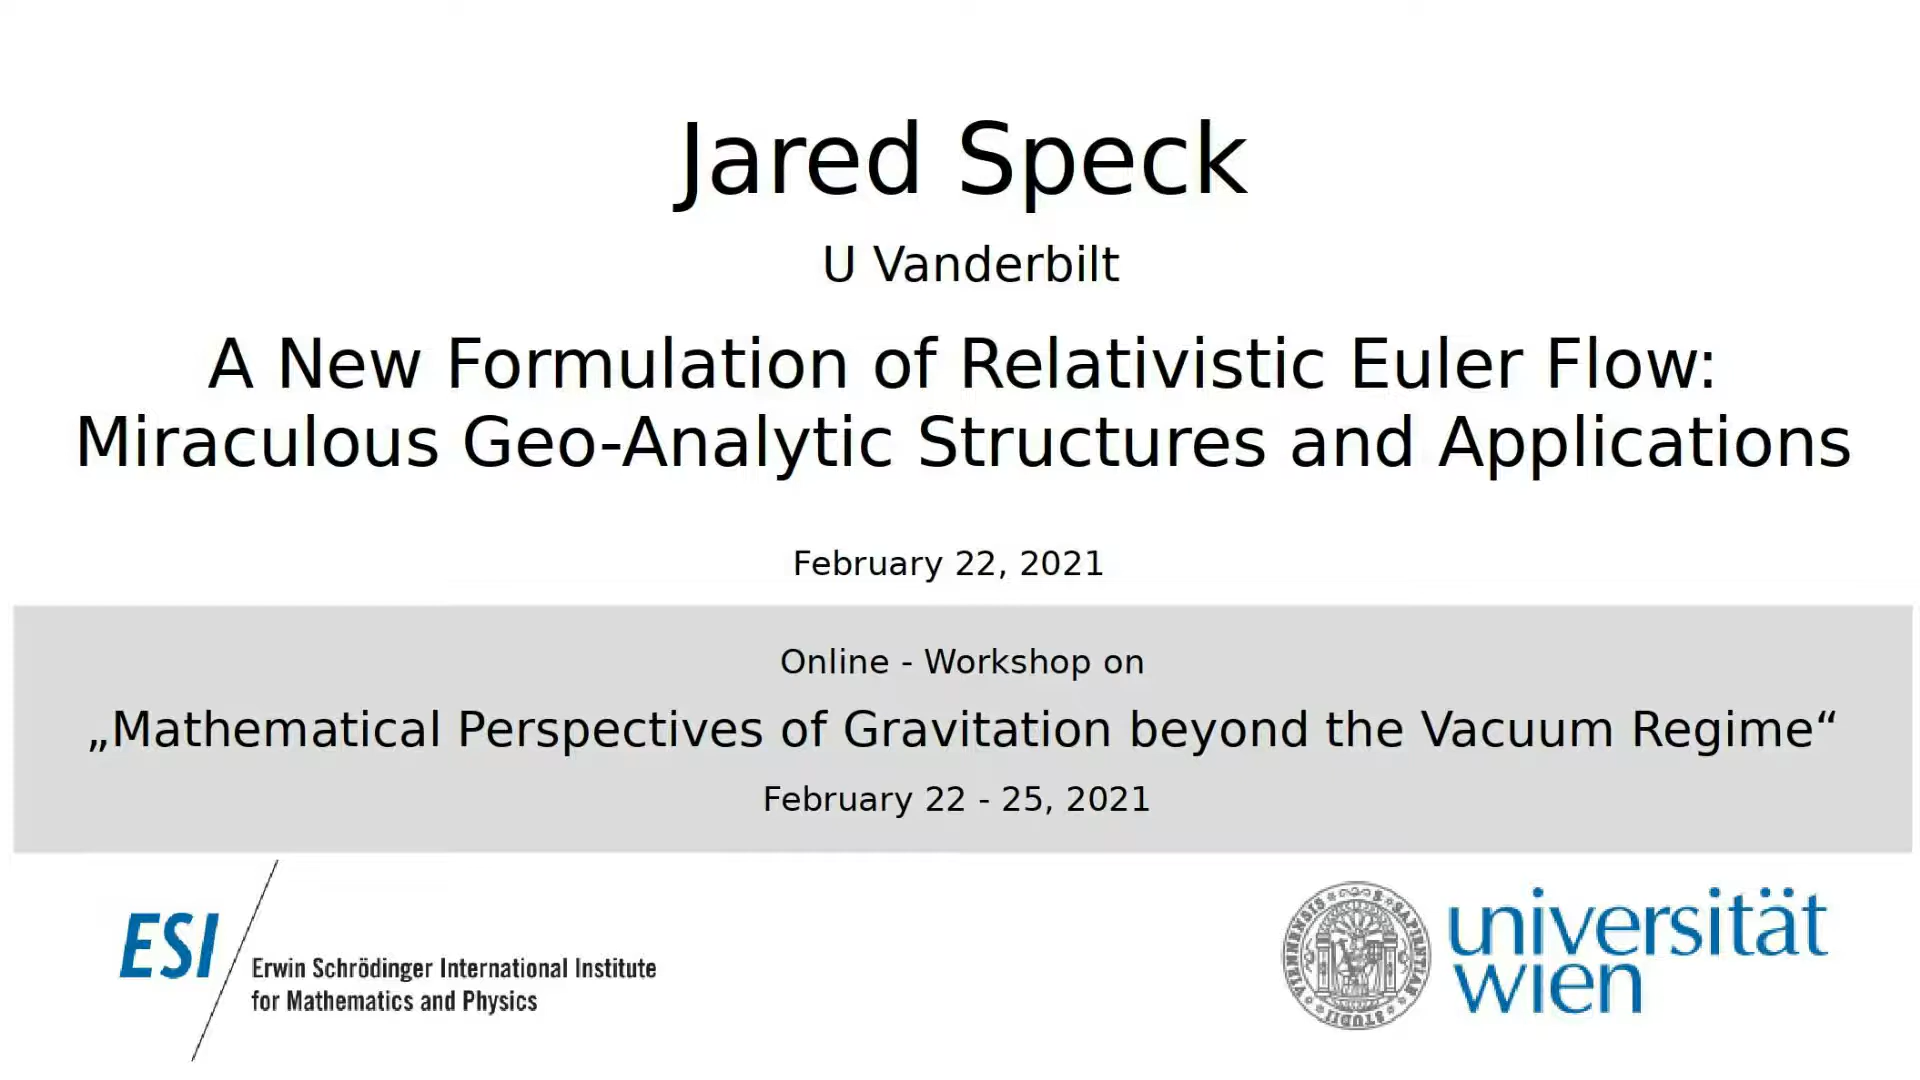 Jared Speck
U Vanderbilt
A New Formulation of Relativistic Euler Flow:
Miraculous Geo-Analytic Structures and Applications
February 22, 2021
Online - Workshop on
„Mathematical Perspectives of Gravitation beyond the Vacuum Regime“
February 22 - 25, 2021
ESI
Erwin Schrödinger International Institute
for Mathematics and Physics
universität
wien